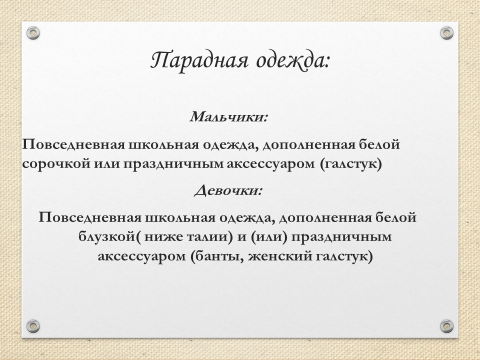 Парадная одежда:
Мальчики:
Повседневная школьная одежда, дополненная белой
сорочкой или праздничным аксессуаром (галстук)
Девочки:
Повседневная школьная одежда, дополненная белой
блузкой( ниже талии) и (или) праздничным
аксессуаром (банты, женский галстук)